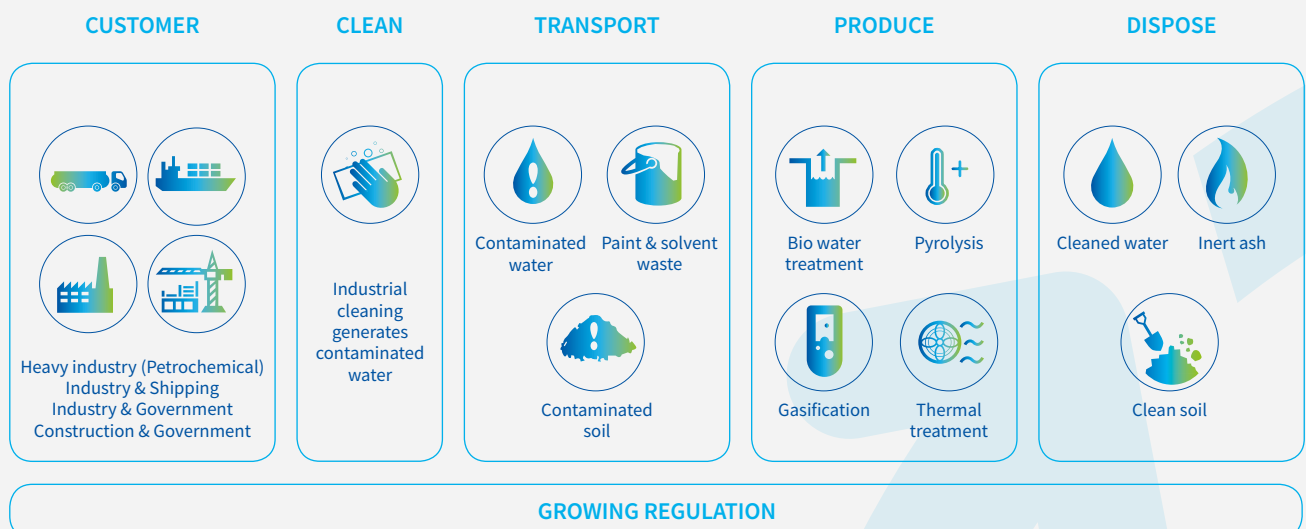 CUSTOMER
CLEAN
TRANSPORT
PRODUCE
DISPOSE
Heavy industry (Petrochemical)
Industry & Shipping
Industry & Government
Construction & Government
Industrial
cleaning
generates
contaminated
water
Contaminated
water
Paint & solvent
waste
Contaminated
soil
Bio water
treatment
Pyrolysis
Gasification
Thermal
treatment
Cleaned water
Inert ash
Clean soil
GROWING REGULATION